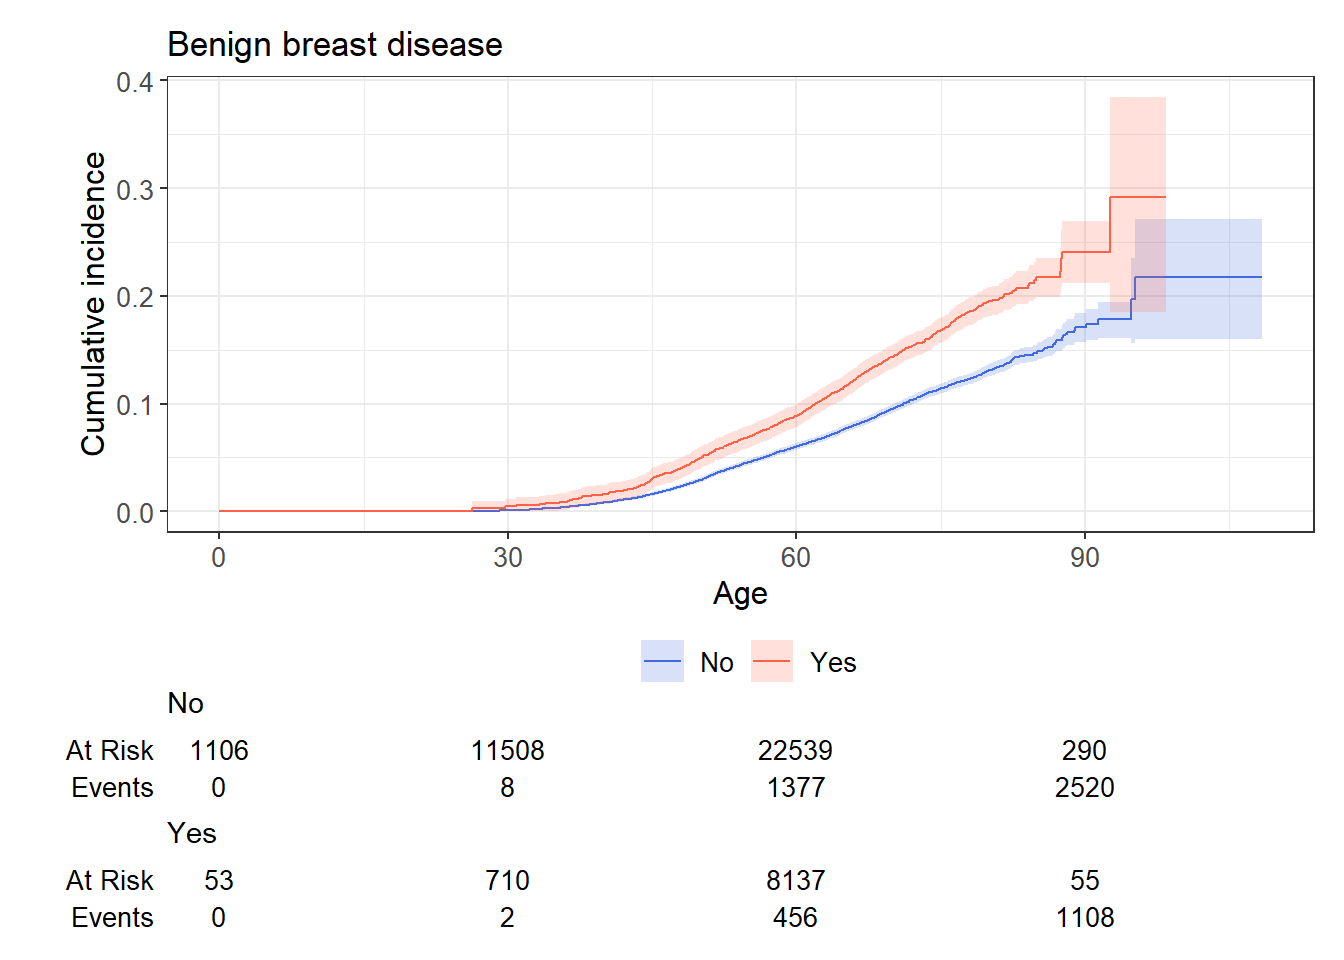 Benign breast disease
0.4
0.3
0.2
0.1
0.0
Cumulative incidence
0 30 60 90
Age
No Yes
No
At Risk 1106 11508 22539 290
Events 0 8 1377 2520
Yes
At Risk 53 710 8137 55
Events 0 2 456 1108